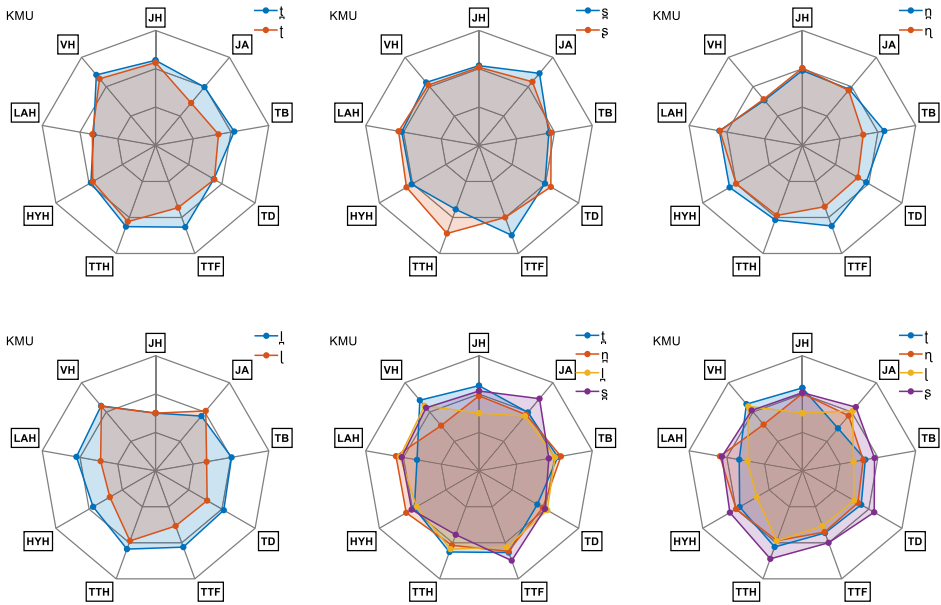 KMU
JH
t̪
ʈ
VH
JA
LAH
TB
HYH
TD
TTH
TTF
KMU
JH
s̪
ʂ
VH
JA
LAH
TB
HYH
TD
TTH
TTF
KMU
JH
n̪
ɳ
VH
JA
LAH
TB
HYH
TD
TTH
TTF
KMU
JH
l̪
ɭ
VH
JA
LAH
TB
HYH
TD
TTH
TTF
KMU
JH
t̪
n̪
l̪
s̪
VH
JA
LAH
TB
HYH
TD
TTH
TTF
KMU
JH
ʈ
ɳ
ɭ
ʂ
VH
JA
LAH
TB
HYH
TD
TTH
TTF